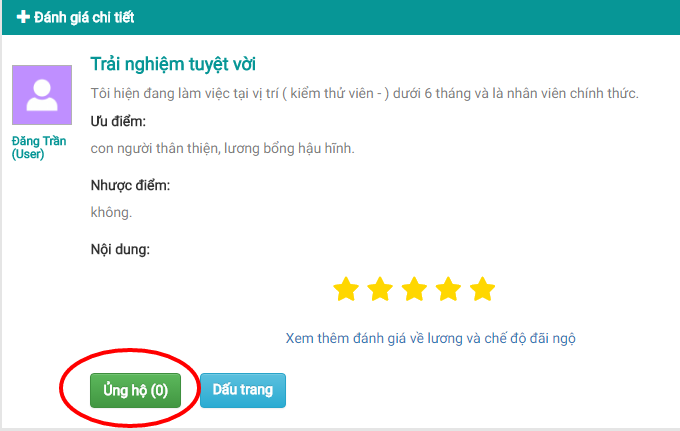 Đánh giá chi tiết
Trải nghiệm tuyệt vời
Tôi hiện đang làm việc tại vị trí ( kiểm thử viên - ) dưới 6 tháng và là nhân viên chính thức.
Đăng Trần
(User)
Ưu điểm:
con người thân thiện, lương bổng hậu hĩnh.
Nhược điểm:
không.
Nội dung:
Xem thêm đánh giá về lương và chế độ đãi ngộ
Ủng hộ (0) Dấu trang